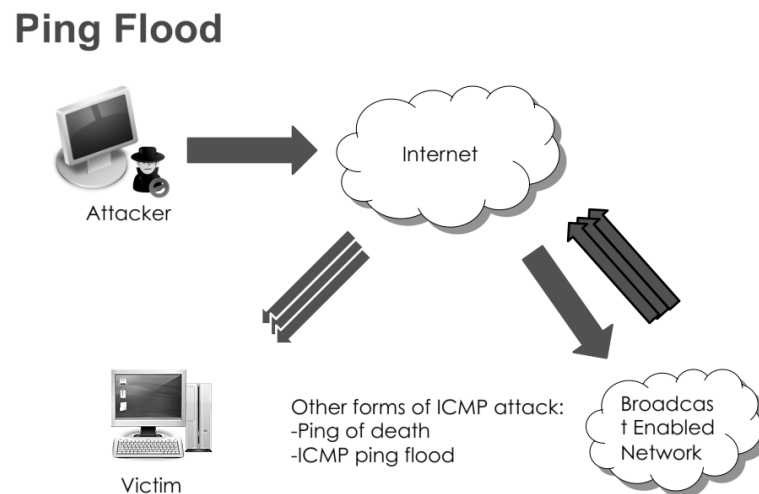 Ping Flood
Internet
Attacker
Other forms of ICMP attack:
-Ping of death
-ICMP ping flood
Broadcas
t Enabled
Network
Victim